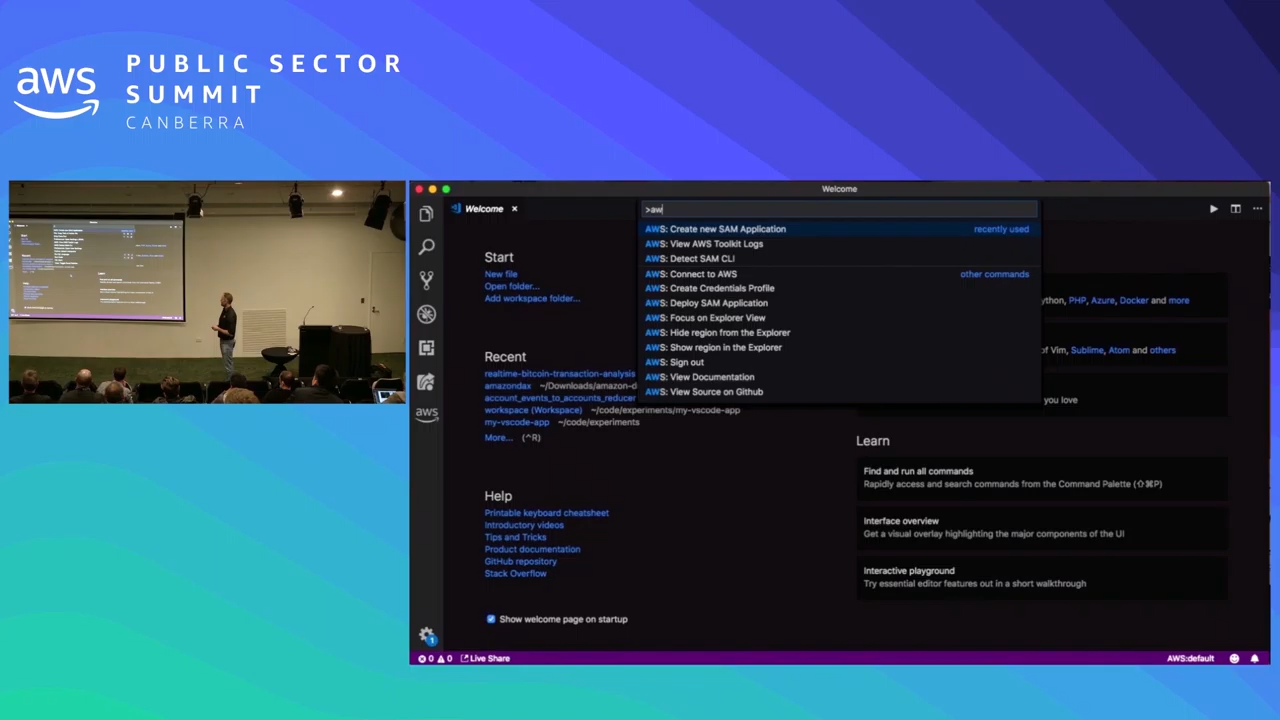 aws
PUBLIC SECTOR
SUMMIT
CANBERRA
Welcome
Welcome ×
>aw
AWS: Create new SAM Application recently used
AWS: View AWS Toolkit Logs
AWS: Detect SAM CLI
AWS: Connect to AWS other commands
AWS: Create Credentials Profile
AWS: Deploy SAM Application
AWS: Focus on Explorer View
AWS: Hide region from the Explorer
AWS: Show region in the Explorer
AWS: Sign out
AWS: View Documentation
AWS: View Source on Github
Start
New file
Open folder...
Add workspace folder...
Recent
realtime-bitcoin-transaction-analysis
amazondax ~/Downloads/amazon-d
account_events_to_accounts_reducer
workspace (Workspace) ~/code/experiments/my-vscode-app
my-vscode-app ~/code/experiments
More... (^R)
Help
Printable keyboard cheatsheet
Introductory videos
Tips and Tricks
Product documentation
GitHub repository
Stack Overflow
Show welcome page on startup
ython, PHP, Azure, Docker and more
of Vim, Sublime, Atom and others
you love
Learn
Find and run all commands
Rapidly access and search commands from the Command Palette (⇧⌘P)
Interface overview
Get a visual overlay highlighting the major components of the UI
Interactive playground
Try essential editor features out in a short walkthrough
aws
1
0 0 Live Share AWS:default